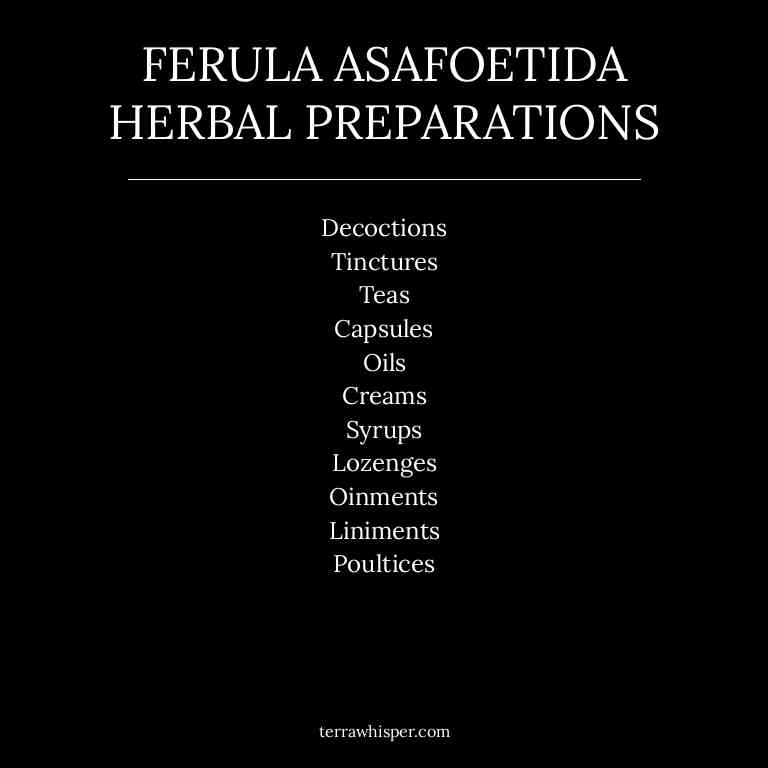 FERULA ASAFOETIDA
HERBAL PREPARATIONS
Decoctions
Tinctures
Teas
Capsules
Oils
Creams
Syrups
Lozenges
Oinments
Liniments
Poultices
terrawhisper.com